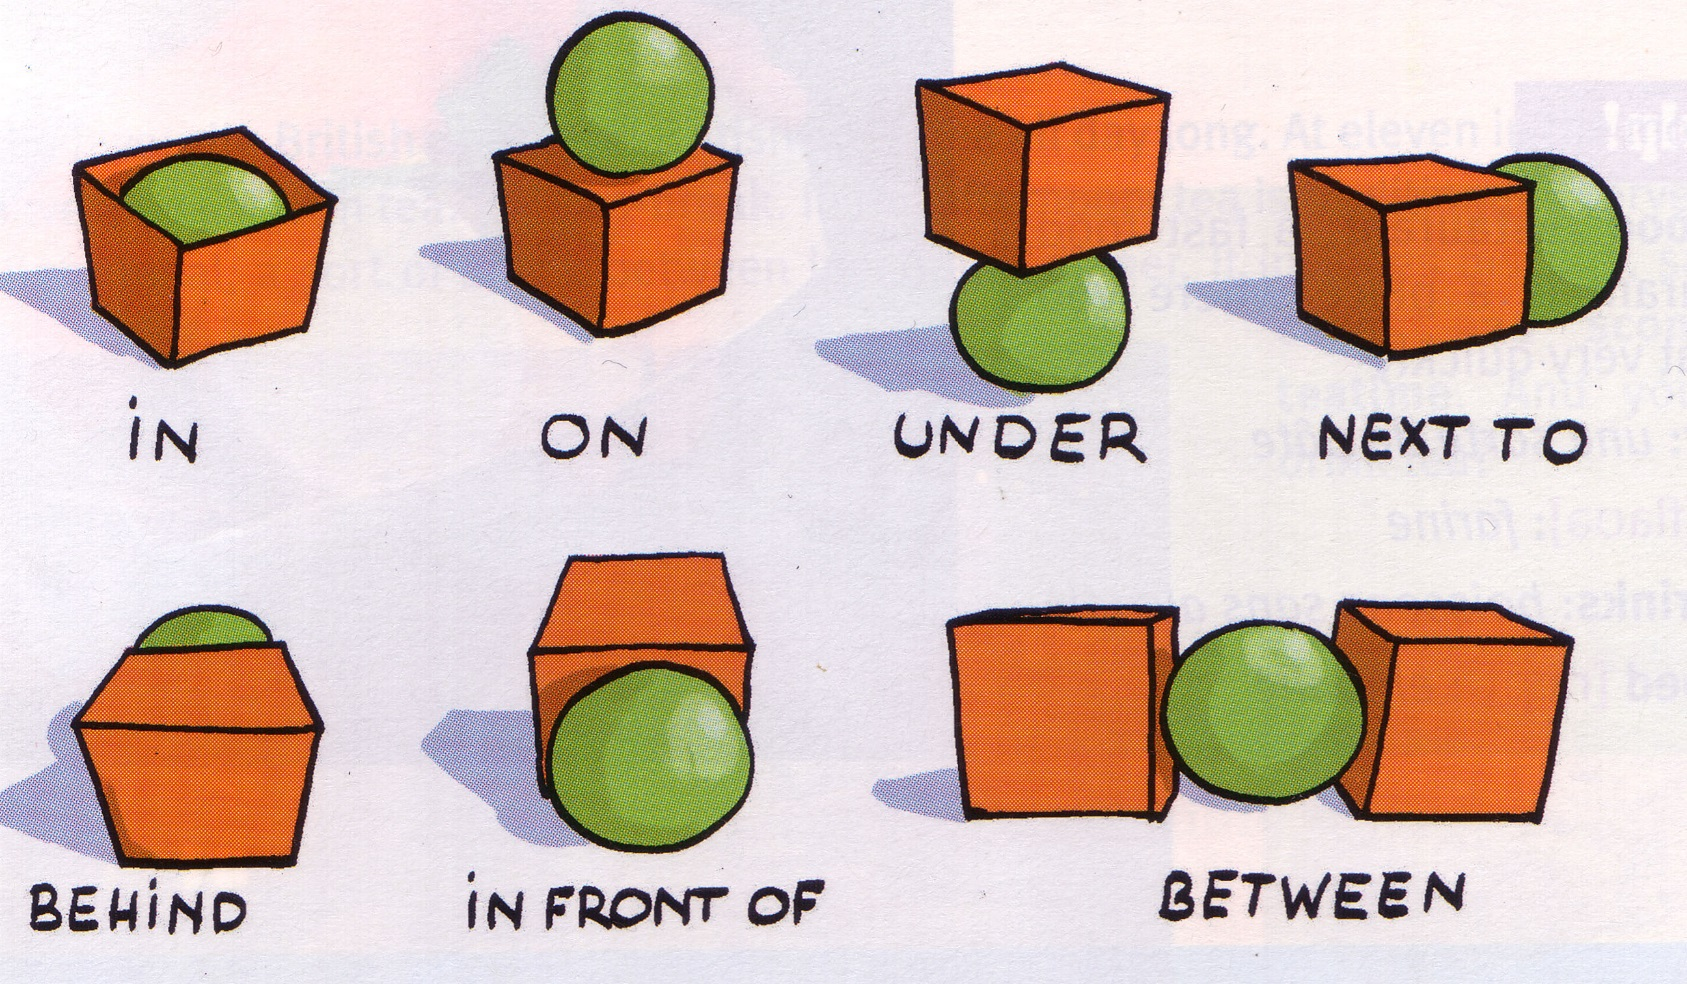 iN
ON
UNDER
NEXT TO
BEHiND
iN FRONT OF
BETWEEN